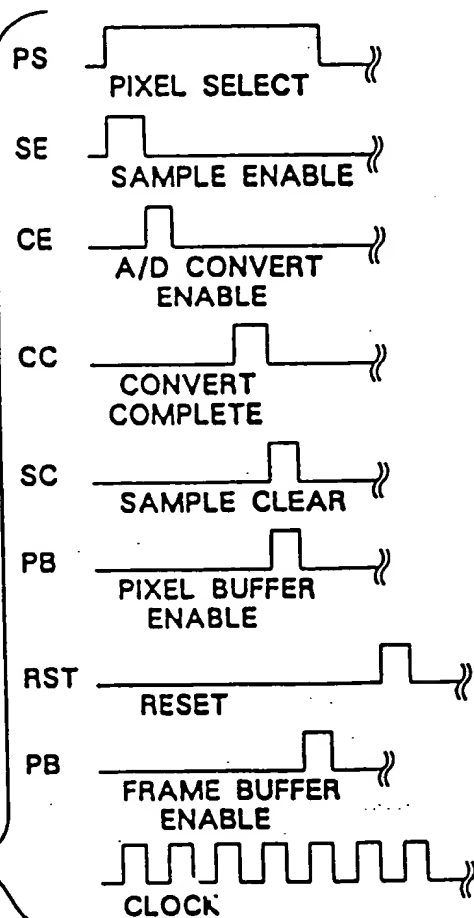 PS
PIXEL SELECT
SE
SAMPLE ENABLE
CE
A/D CONVERT
ENABLE
CC
CONVERT
COMPLETE
SC
SAMPLE CLEAR
PB
PIXEL BUFFER
ENABLE
RST
RESET
PB
FRAME BUFFER
ENABLE
CLOCK